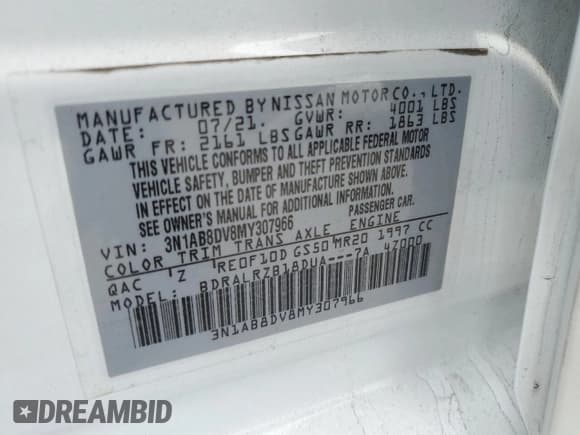 MANUFACTURED BY NISSAN MOTOR CO., LTD.
DATE: 07/21. GVWR: 4001 LBS
GAWR FR: 2161 LBS GAWR RR: 1863 LBS
THIS VEHICLE CONFORMS TO ALL APPLICABLE FEDERAL MOTOR
VEHICLE SAFETY, BUMPER AND THEFT PREVENTION STANDARDS
IN EFFECT ON THE DATE OF MANUFACTURE SHOWN ABOVE.
SEE OWNER'S MANUAL FOR ADDITIONAL INFORMATION.
VIN: 3N1AB8DV8MY307966 PASSENGER CAR.
COLOR TRIM TRANS AXLE ENGINE
QAC Z RE0F10D GS50 MR20 1997 CC
MODEL: BDRALRZB18DUA---7A 4Z000
3N1AB8DV8MY307966
DREAMBID